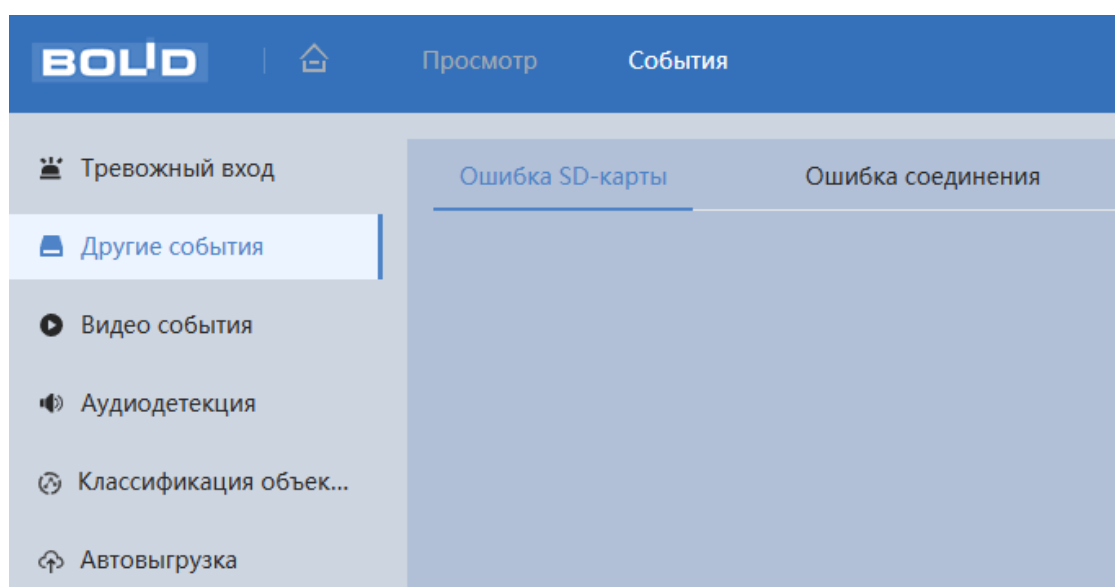 BOLID
Просмотр
События
Тревожный вход
Другие события
Видео события
Аудиодетекция
Классификация объек...
Автовыгрузка
Ошибка SD-карты
Ошибка соединения